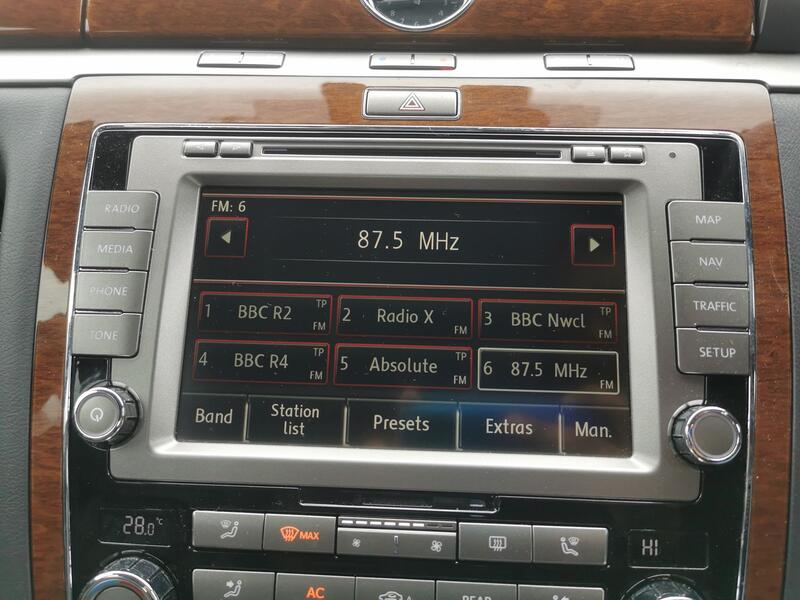 RADIO
MEDIA
PHONE
TONE
FM: 6
87.5 MHz
1 BBC R2 TP FM
2 Radio X FM
3 BBC Nwcl TP FM
4 BBC R4 TP FM
5 Absolute TP FM
6 87.5 MHz FM
Band
Station
list
Presets
Extras
Man.
MAP
NAV
TRAFFIC
SETUP
28.0 °C
MAX
HI
AC
REAR